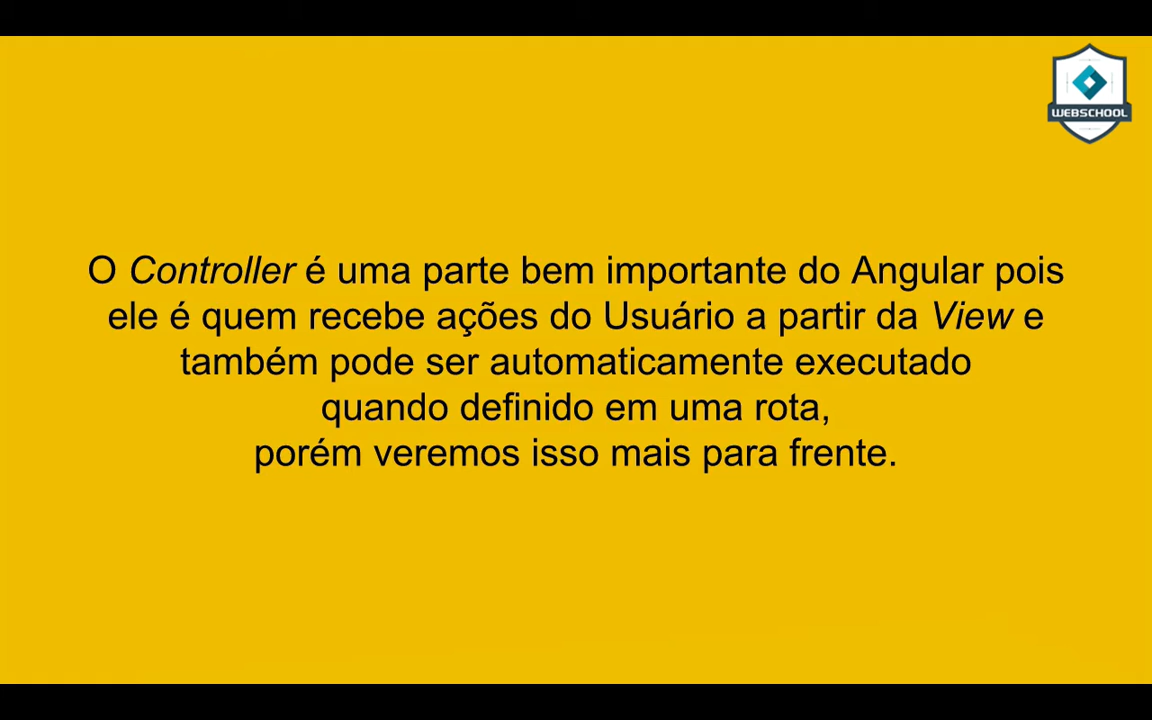 WEBSCHOOL
O Controller é uma parte bem importante do Angular pois
ele é quem recebe ações do Usuário a partir da View e
também pode ser automaticamente executado
quando definido em uma rota,
porém veremos isso mais para frente.